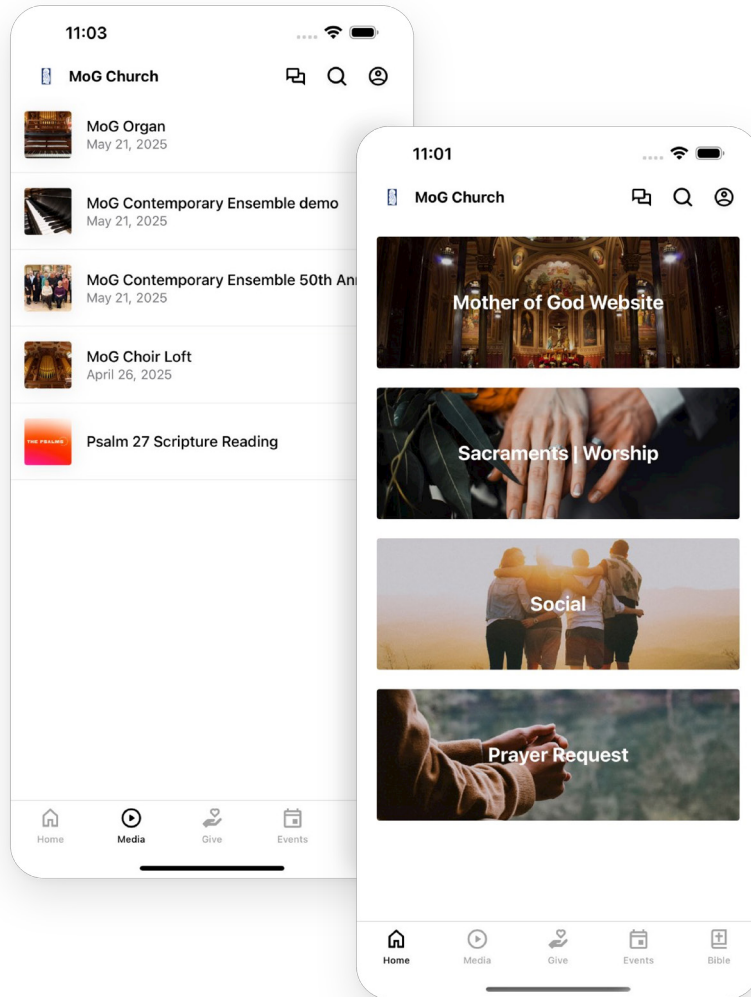 11:03
MoG Church
MoG Organ
May 21, 2025
MoG Contemporary Ensemble demo
May 21, 2025
MoG Contemporary Ensemble 50th
May 21, 2025
MoG Choir Loft
April 26, 2025
THE PSALMS
Psalm 27 Scripture Reading
Home
Media
Give
Events
11:01
MoG Church
Mother of God Website
Sacraments | Worship
Social
Prayer Request
Home
Media
Give
Events
Bible